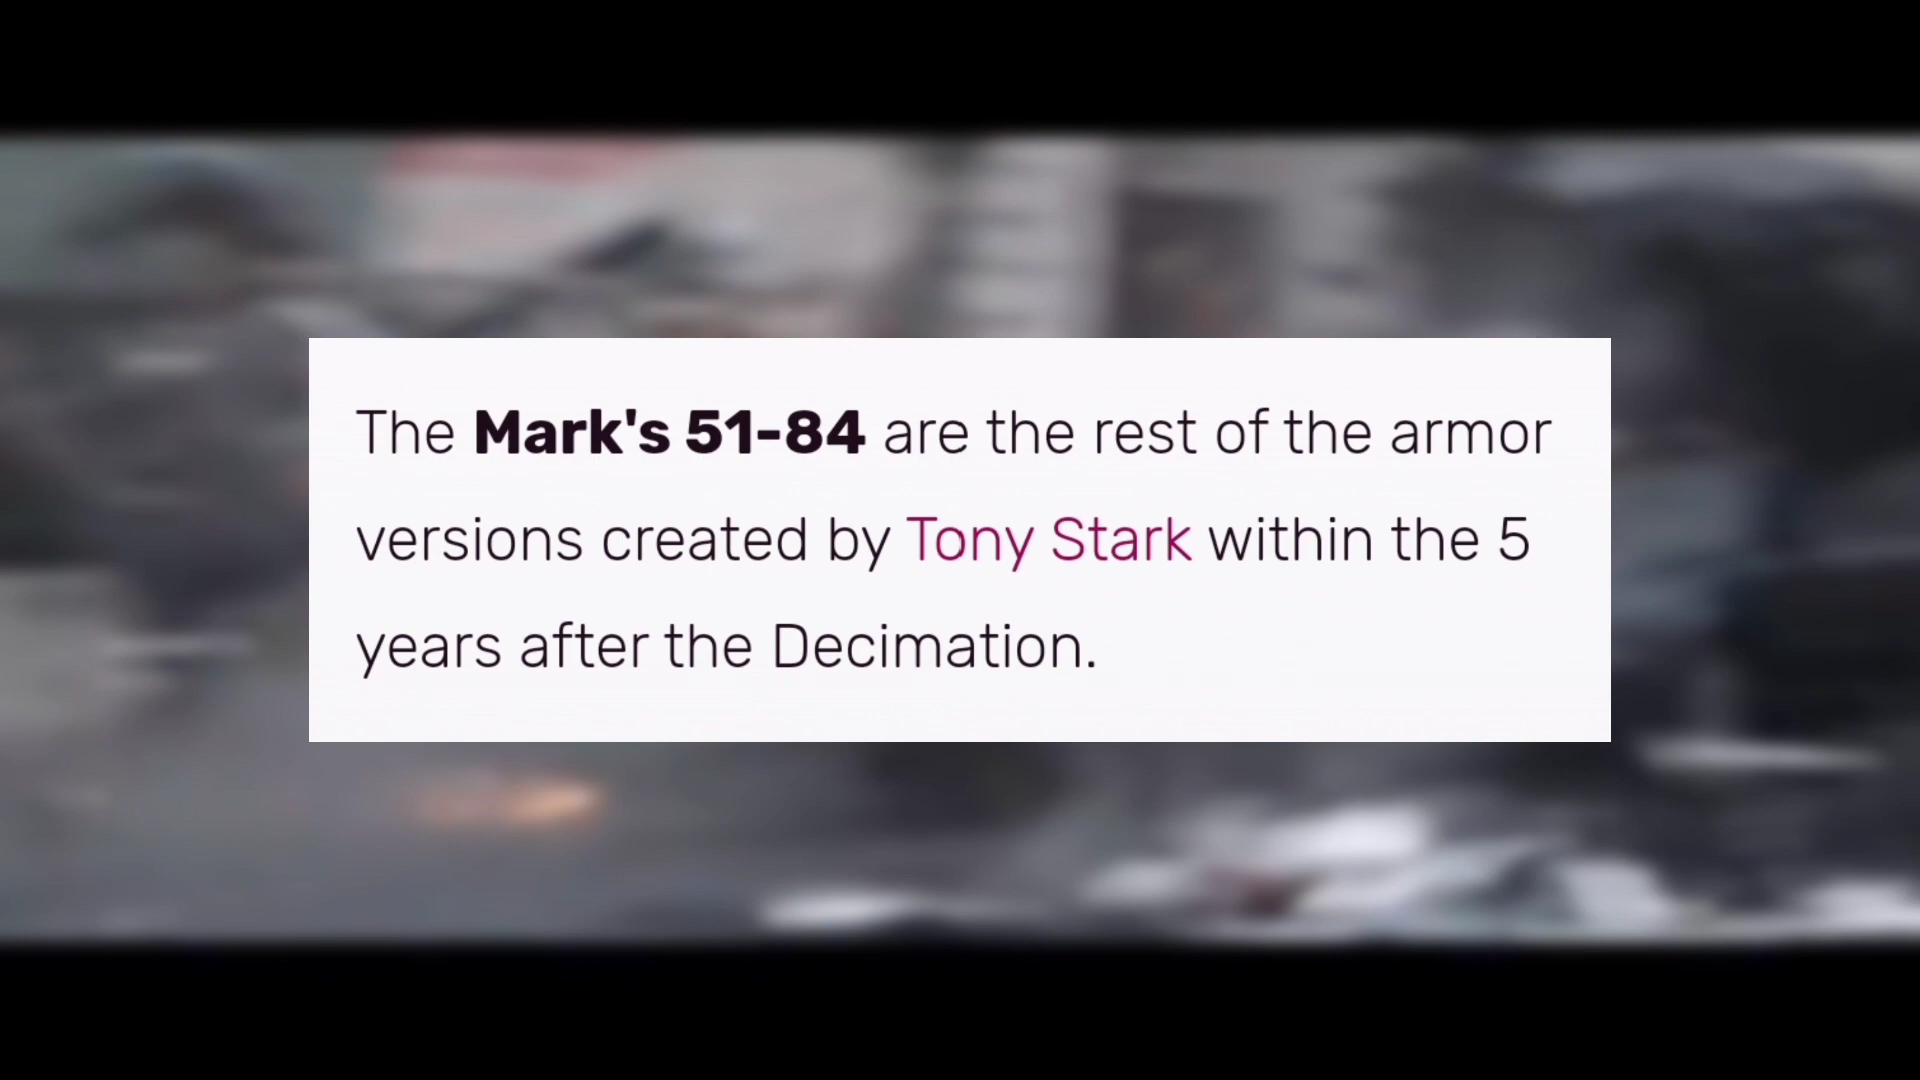 The Mark's 51-84 are the rest of the armor
versions created by Tony Stark within the 5
years after the Decimation.